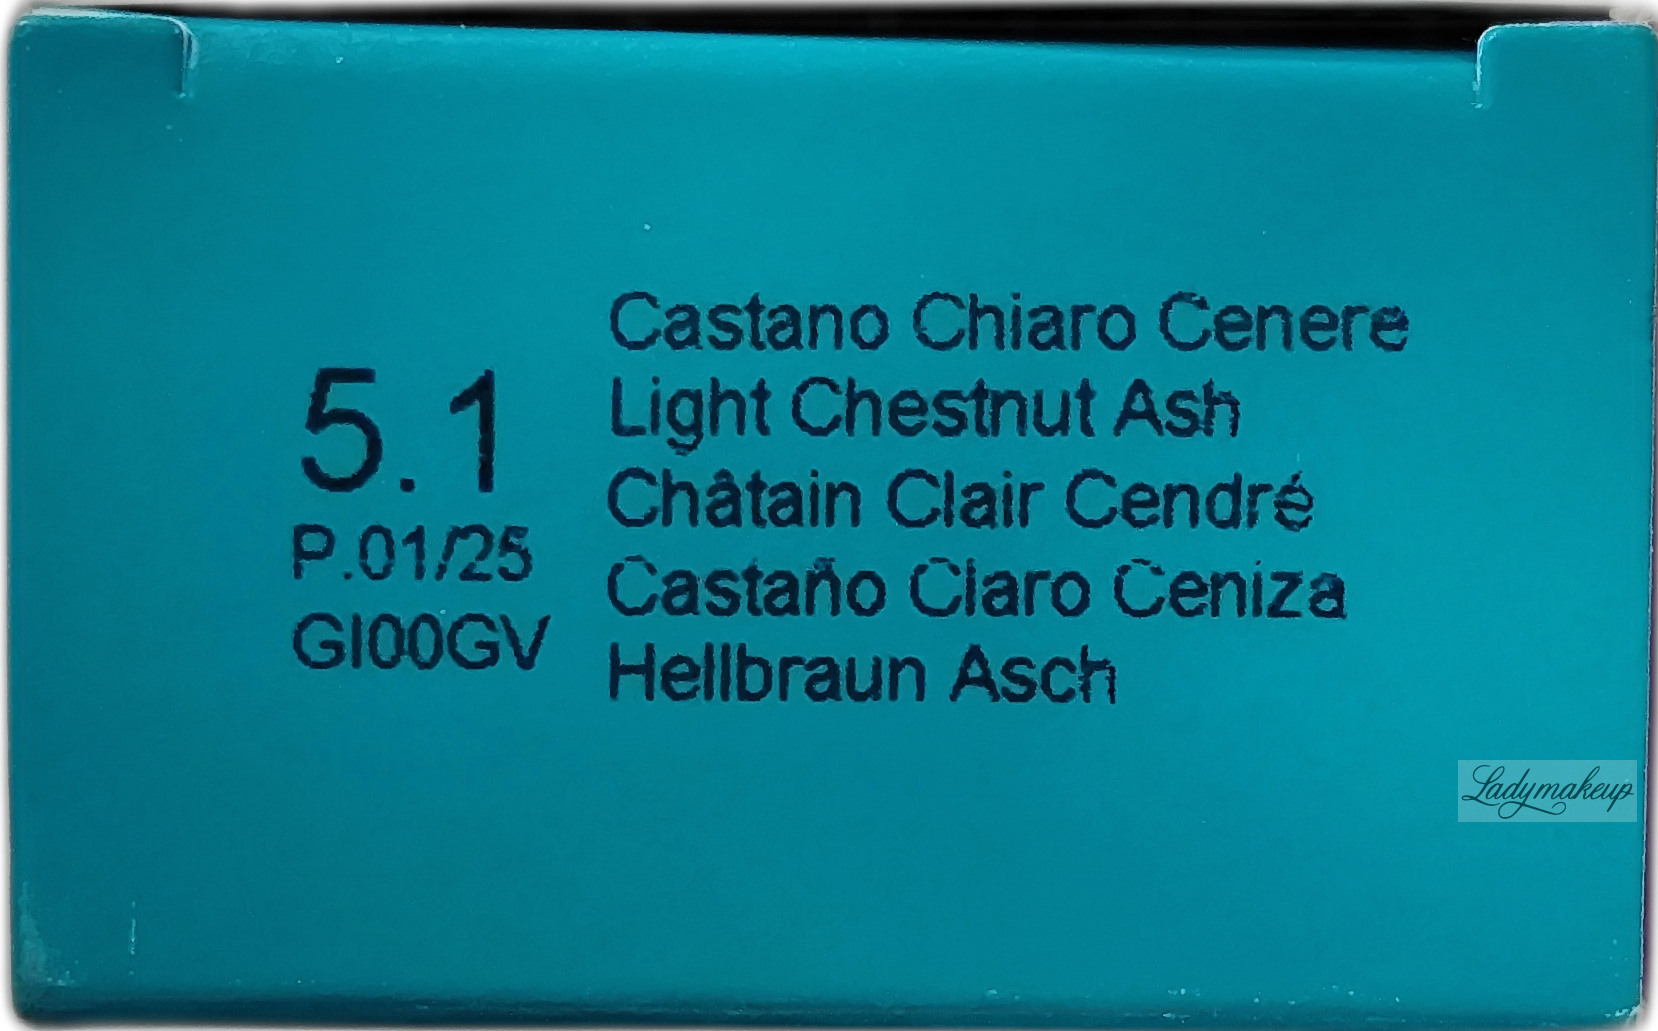 5.1
P.01/25
GI00GV
Castano Chiaro Cenere
Light Chestnut Ash
Châtain Clair Cendré
Castaño Claro Ceniza
Hellbraun Asch
Ladymakeup